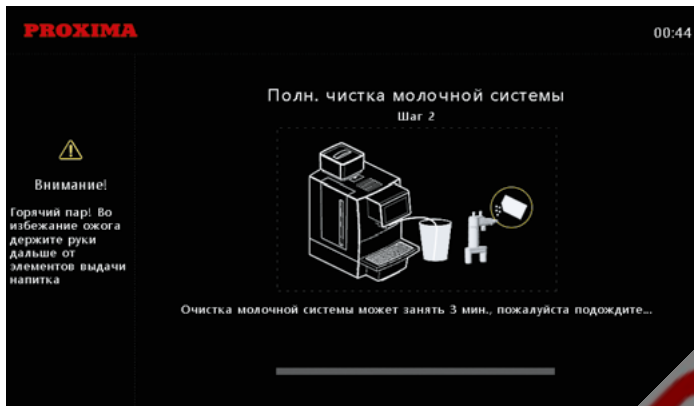 PROXIMA
00:44
Полн. чистка молочной системы
Шаг 2
Внимание!
Горячий пар! Во
избежание ожога
держите руки
дальше от
элементов выдачи
напитка
Очистка молочной системы может занять 3 мин., пожалуйста подождите...